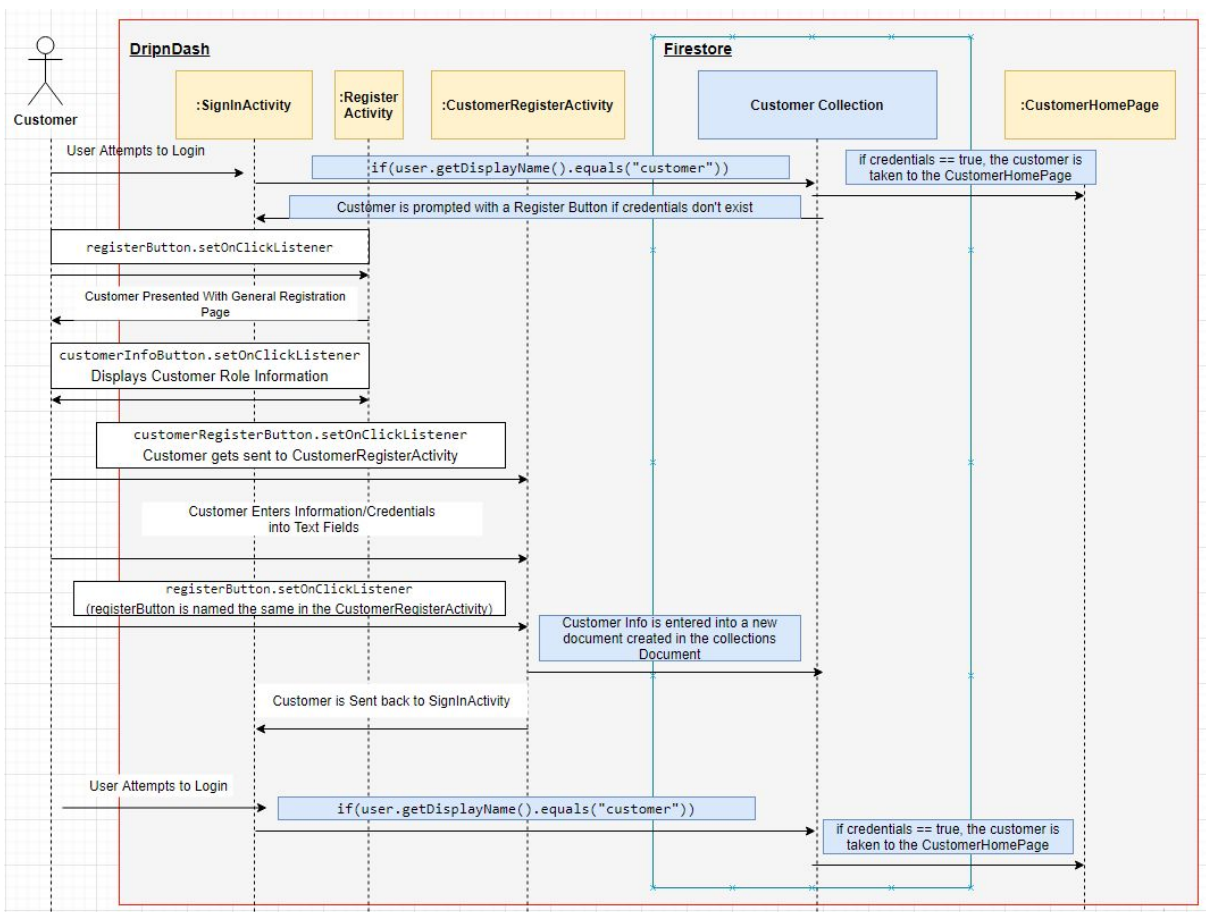 DripnDash
Firestore
Customer
:SignInActivity
:Register
Activity
:CustomerRegisterActivity
Customer Collection
:CustomerHomePage
User Attempts to Login
if(user.getDisplayName().equals("customer"))
if credentials == true, the customer is
taken to the CustomerHomePage
Customer is prompted with a Register Button if credentials don't exist
registerButton.setOnClickListener
Customer Presented With General Registration
Page
customerInfoButton.setOnClickListener
Displays Customer Role Information
customerRegisterButton.setOnClickListener
Customer gets sent to CustomerRegisterActivity
Customer Enters Information/Credentials
into Text Fields
registerButton.setOnClickListener
(registerButton is named the same in the CustomerRegisterActivity)
Customer Info is entered into a new
document created in the collections
Document
Customer is Sent back to SignInActivity
User Attempts to Login
if(user.getDisplayName().equals("customer"))
if credentials == true, the customer is
taken to the CustomerHomePage